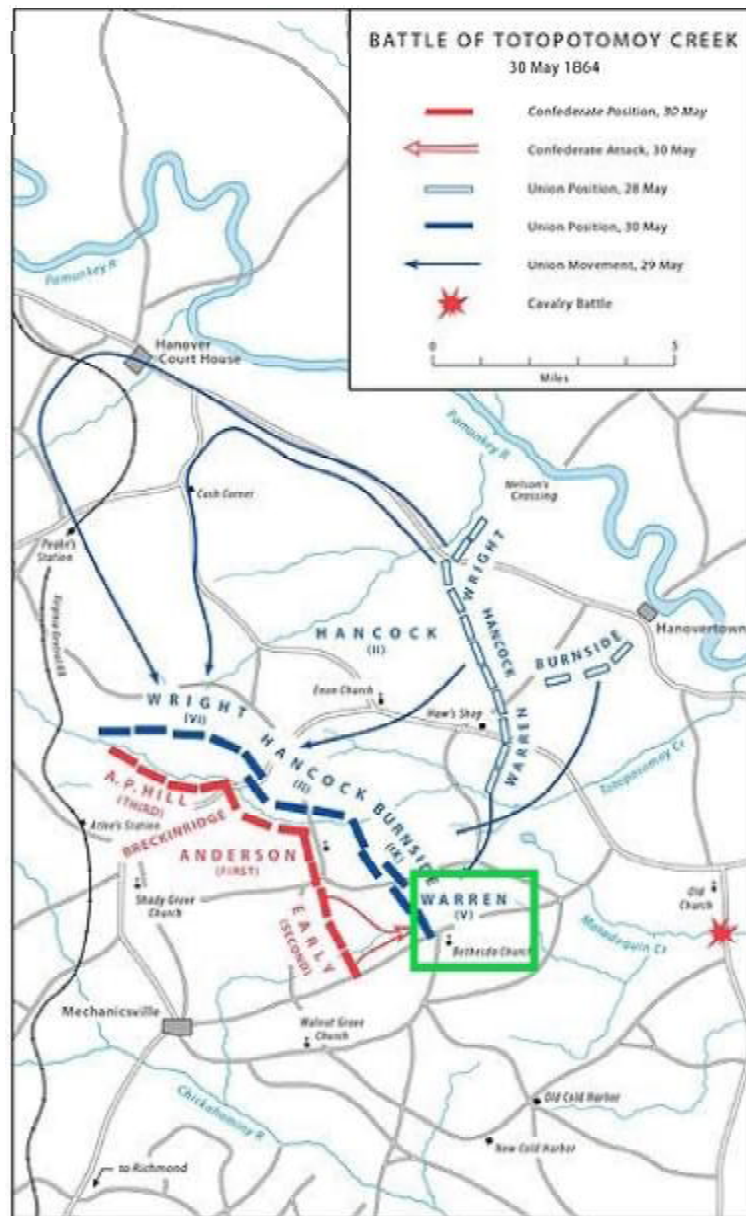 BATTLE OF TOTOPOTOMOY CREEK
30 May 1864
Confederate Position, 30 May
Confederate Attack, 30 May
Union Position, 28 May
Union Position, 30 May
Union Movement, 29 May
Cavalry Battle
0
5
Miles
Pamunkey R
Hanover
Court House
Pamunkey R
Nelson's
Crossing
Cash Corner
Station
WRIGHT
HANCOCK
Hanovertown
HANCOCK
(II)
BURNSIDE
Enon Church
Haw's Shop
WARREN
WRIGHT
(VI)
HANCOCK
(II)
BURNSIDE
(IX)
Totopotomoy Cr
A. P. HILL
(THIRD)
Atlee's Station
BRECKINRIDGE
ANDERSON
(FIRST)
Shady Grove
Church
EARLY
(SECOND)
WARREN
(V)
Bethesda Church
Old
Church
Matadequin Cr
Mechanicsville
Walnut Grove
Church
Chickahominy R
Old Cold Harbor
New Cold Harbor
to Richmond